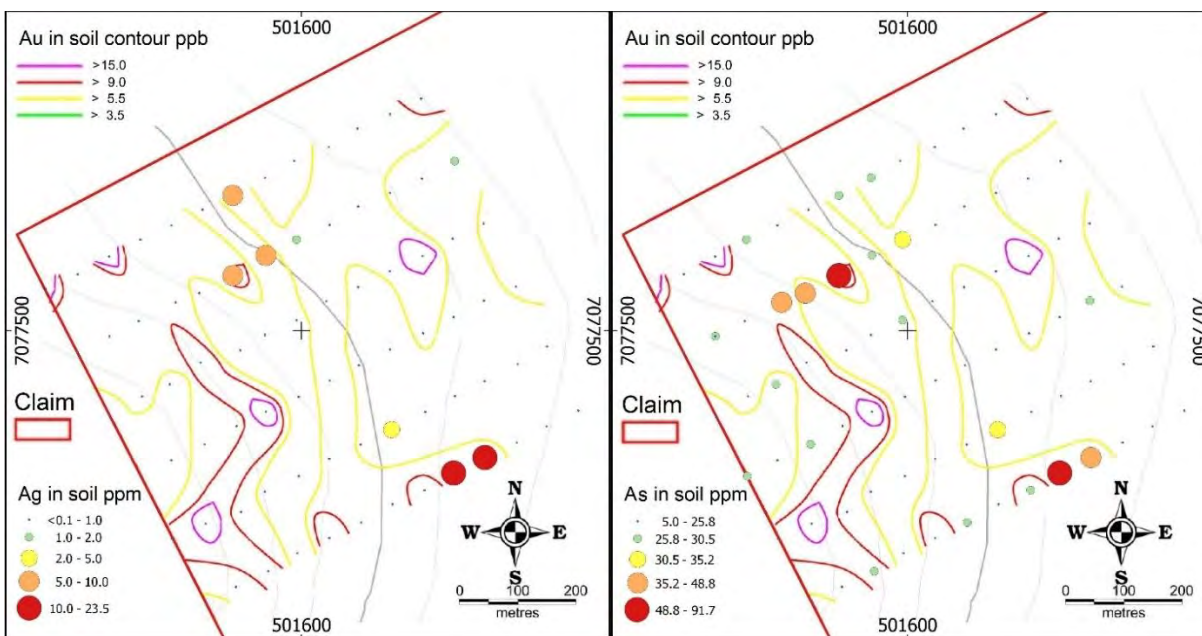 501600
Au in soil contour ppb
>15.0
> 9.0
> 5.5
> 3.5
7077500
7077500
Claim
Ag in soil ppm
<0.1 - 1.0
1.0 - 2.0
2.0 - 5.0
5.0 - 10.0
10.0 - 23.5
N
W E
S
0 100 200
metres
501600
501600
Au in soil contour ppb
>15.0
> 9.0
> 5.5
> 3.5
7077500
7077500
Claim
As in soil ppm
5.0 - 25.8
25.8 - 30.5
30.5 - 35.2
35.2 - 48.8
48.8 - 91.7
N
W E
S
0 100 200
metres
501600